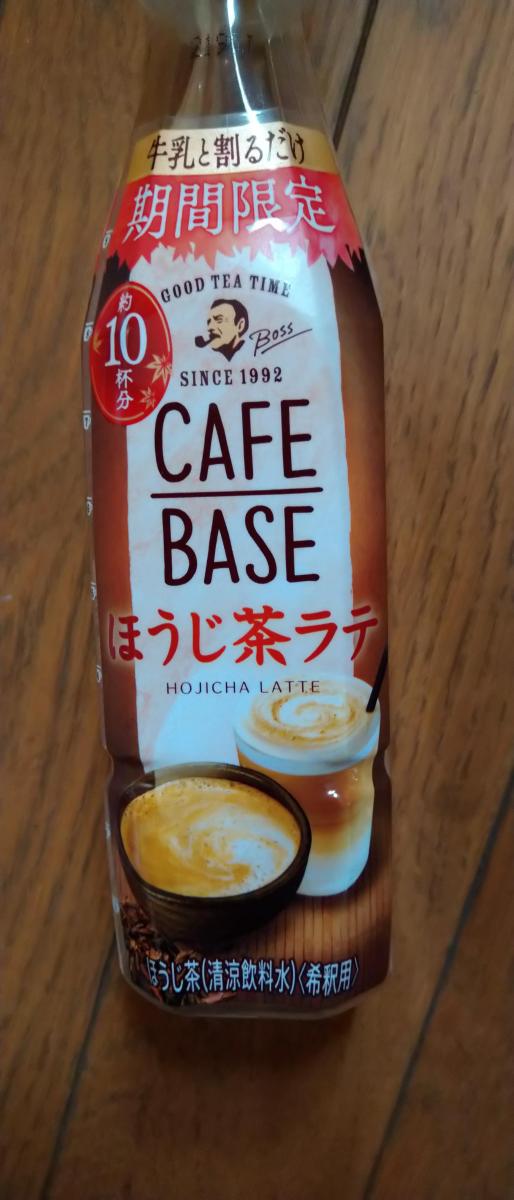 牛乳と割るだけ
期間限定
GOOD TEA TIME
Boss
SINCE 1992
約
10
杯分
CAFE
BASE
ほうじ茶ラテ
HOJICHA LATTE
ほうじ茶(清涼飲料水)〈希釈用〉